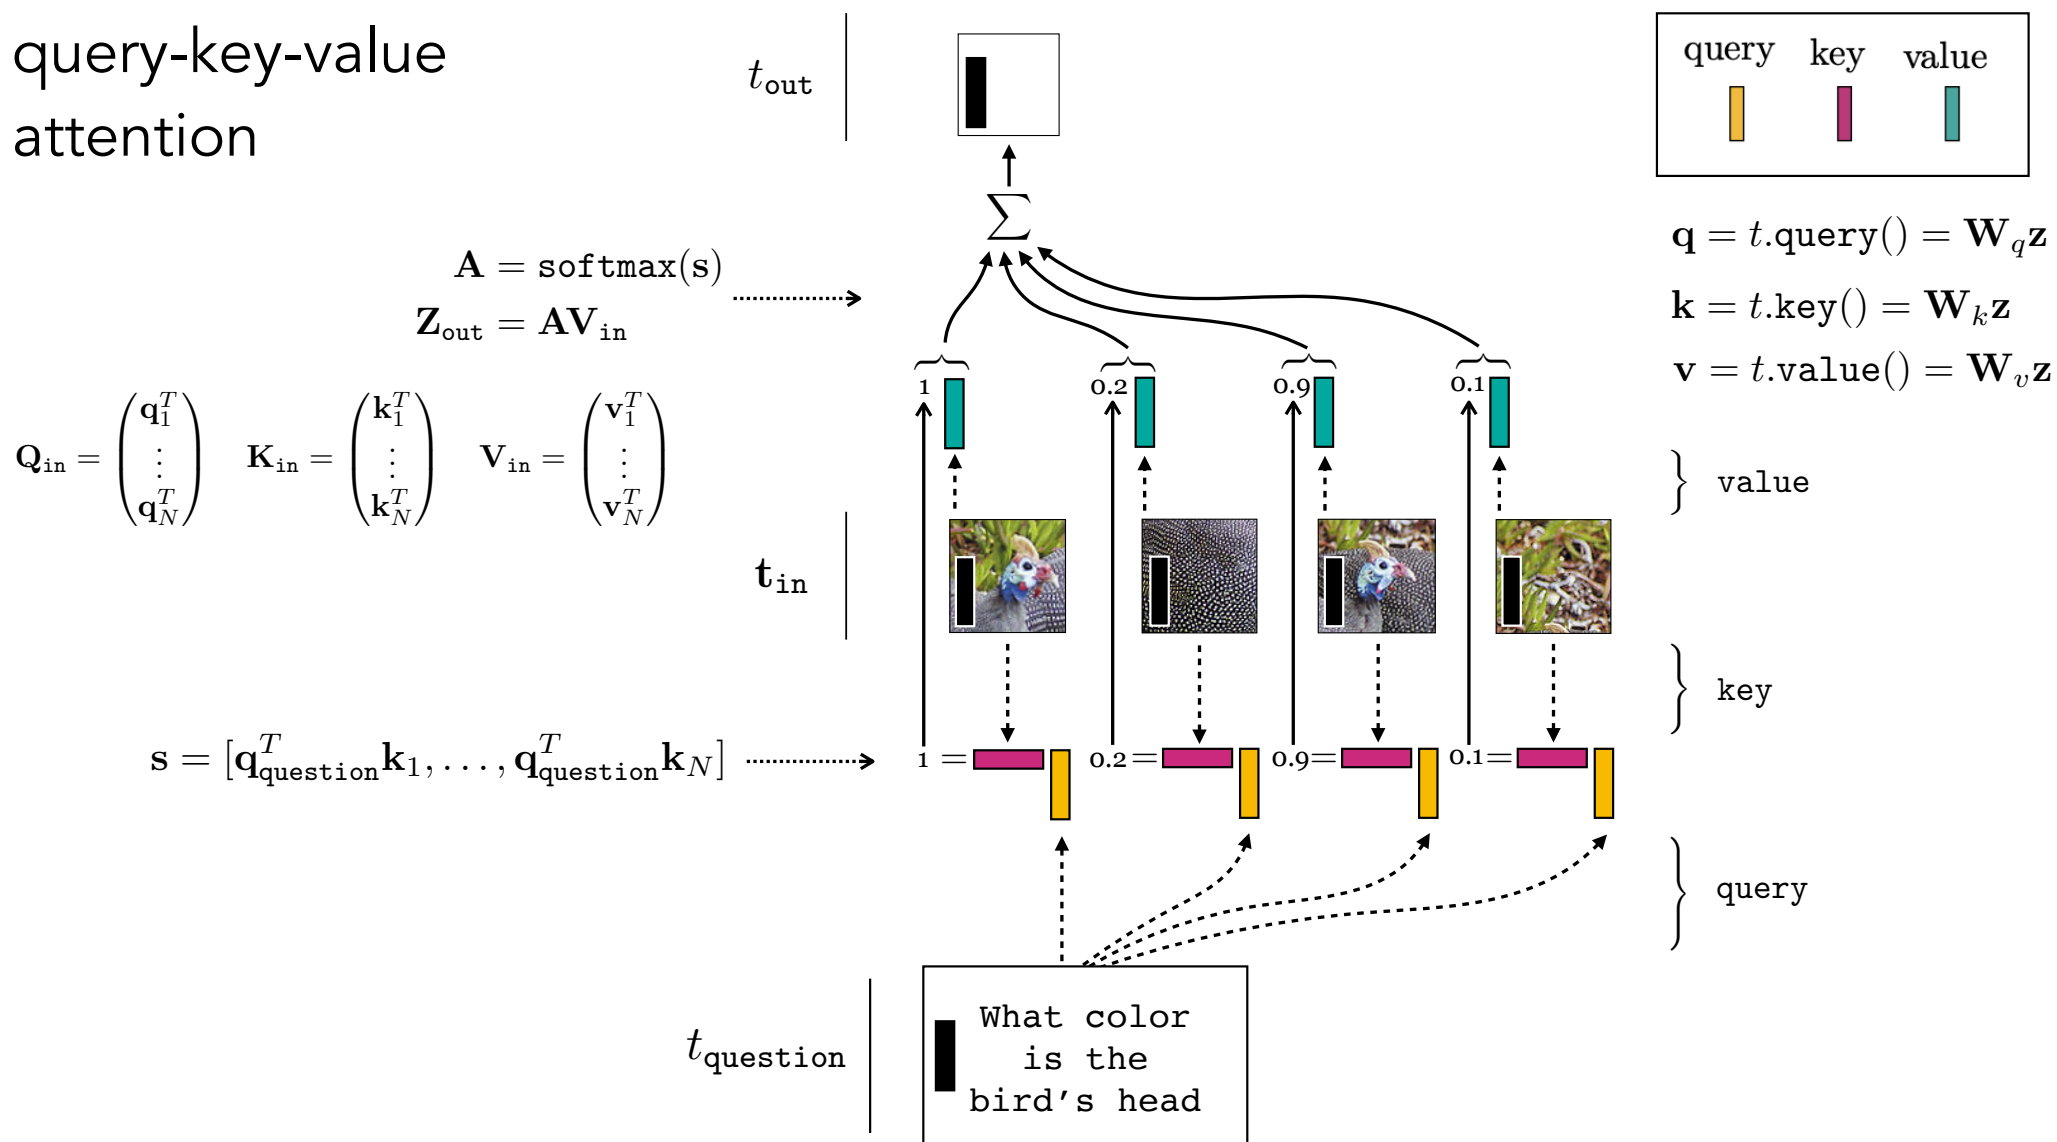 query-key-value
attention
t_out
query key value
∑
q = t.query() = W_q z
k = t.key() = W_k z
v = t.value() = W_v z
A = softmax(s)
Z_out = AV_in
1 0.2 0.9 0.1
Q_in = (q_1^T ⋮ q_N^T) K_in = (k_1^T ⋮ k_N^T) V_in = (v_1^T ⋮ v_N^T)
} value
t_in
} key
s = [q_question^T k_1, . . . , q_question^T k_N]
1 = 0.2 = 0.9 = 0.1 =
} query
t_question
What color
is the
bird's head